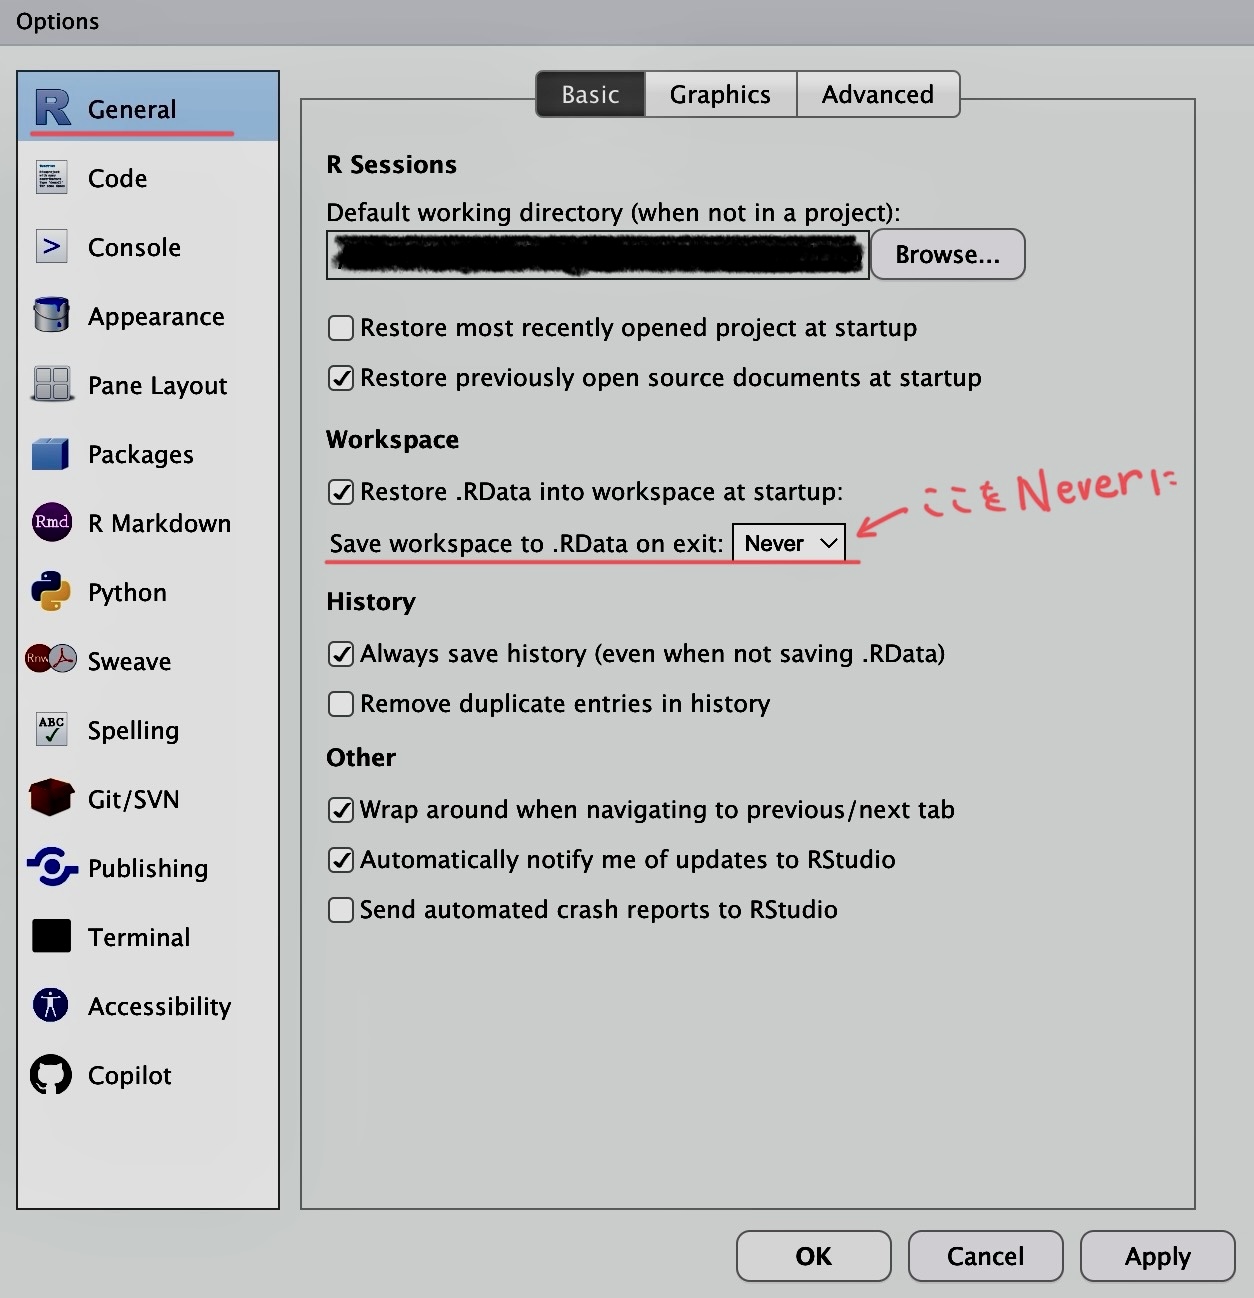 Options
General
Code
Console
Appearance
Pane Layout
Packages
Rmd R Markdown
Python
Rnw Sweave
ABC Spelling
Git/SVN
Publishing
Terminal
Accessibility
Copilot
Basic Graphics Advanced
R Sessions
Default working directory (when not in a project):
Browse...
Restore most recently opened project at startup
Restore previously open source documents at startup
Workspace
Restore .RData into workspace at startup:
ここを Neverに
Save workspace to .RData on exit: Never
History
Always save history (even when not saving .RData)
Remove duplicate entries in history
Other
Wrap around when navigating to previous/next tab
Automatically notify me of updates to RStudio
Send automated crash reports to RStudio
OK Cancel Apply